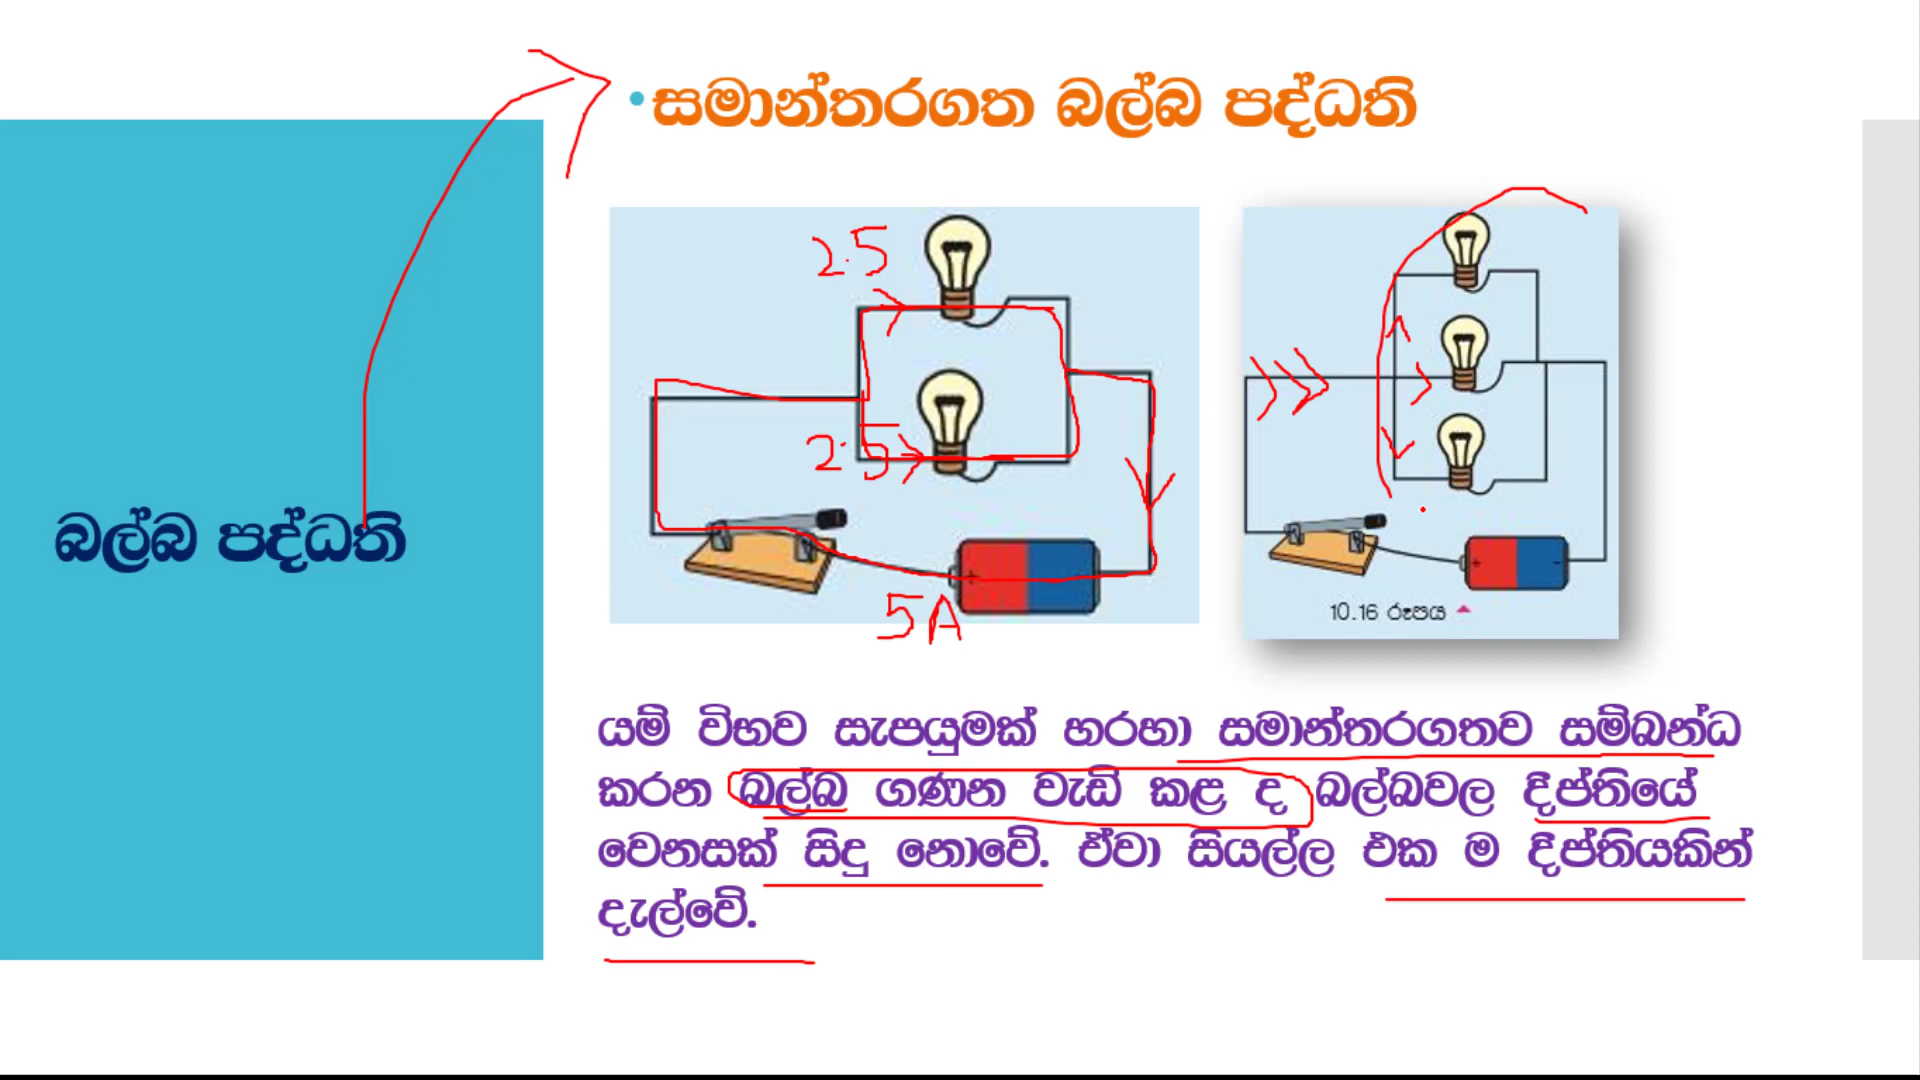 සමාන්තරගත බල්බ පද්ධති
බල්බ පද්ධති
2.5
2.5
5A
10.16 රූපය
යම් විභව සැපයුමක් හරහා සමාන්තරගතව සම්බන්ධ
කරන බල්බ ගණන වැඩි කළ ද බල්බවල දීප්තියේ
වෙනසක් සිදු නොවේ. ඒවා සියල්ල එක ම දීප්තියකින්
දැල්වේ.